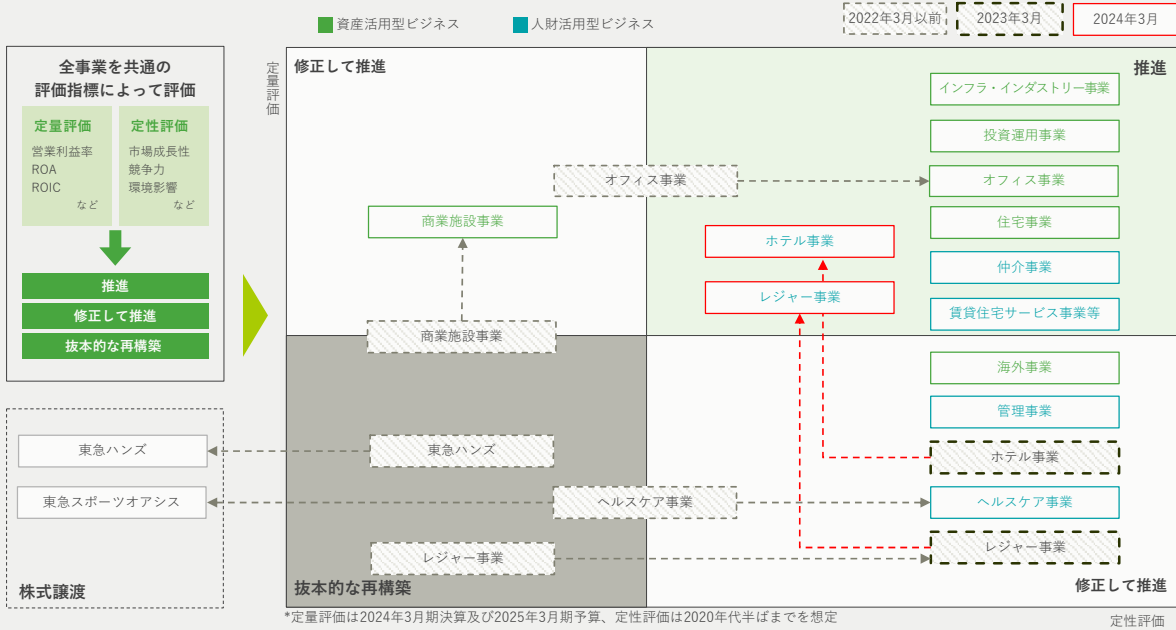 資産活用型ビジネス
人財活用型ビジネス
2022年3月以前
2023年3月
2024年3月
全事業を共通の
評価指標によって評価
定量評価
営業利益率
ROA
ROIC
など
定性評価
市場成長性
競争力
環境影響
など
推進
修正して推進
抜本的な再構築
東急ハンズ
東急スポーツオアシス
株式譲渡
定量評価
修正して推進
推進
インフラ・インダストリー事業
投資運用事業
オフィス事業
オフィス事業
商業施設事業
住宅事業
ホテル事業
仲介事業
レジャー事業
賃貸住宅サービス事業等
商業施設事業
海外事業
管理事業
東急ハンズ
ホテル事業
ヘルスケア事業
ヘルスケア事業
レジャー事業
レジャー事業
抜本的な再構築
修正して推進
*定量評価は2024年3月期決算及び2025年3月期予算、定性評価は2020年代半ばまでを想定
定性評価